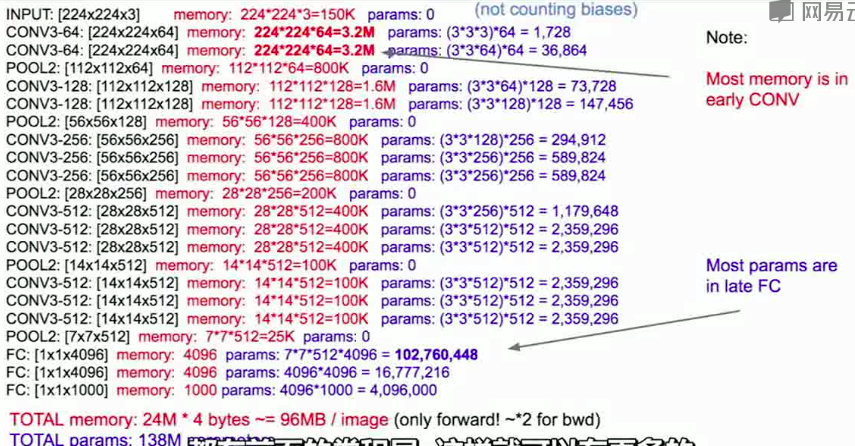 (not counting biases)
网易云
INPUT: [224x224x3] memory: 224*224*3=150K params: 0
CONV3-64: [224x224x64] memory: 224*224*64=3.2M params: (3*3*3)*64 = 1,728
CONV3-64: [224x224x64] memory: 224*224*64=3.2M params: (3*3*64)*64 = 36,864
POOL2: [112x112x64] memory: 112*112*64=800K params: 0
CONV3-128: [112x112x128] memory: 112*112*128=1.6M params: (3*3*64)*128 = 73,728
CONV3-128: [112x112x128] memory: 112*112*128=1.6M params: (3*3*128)*128 = 147,456
POOL2: [56x56x128] memory: 56*56*128=400K params: 0
CONV3-256: [56x56x256] memory: 56*56*256=800K params: (3*3*128)*256 = 294,912
CONV3-256: [56x56x256] memory: 56*56*256=800K params: (3*3*256)*256 = 589,824
CONV3-256: [56x56x256] memory: 56*56*256=800K params: (3*3*256)*256 = 589,824
POOL2: [28x28x256] memory: 28*28*256=200K params: 0
CONV3-512: [28x28x512] memory: 28*28*512=400K params: (3*3*256)*512 = 1,179,648
CONV3-512: [28x28x512] memory: 28*28*512=400K params: (3*3*512)*512 = 2,359,296
CONV3-512: [28x28x512] memory: 28*28*512=400K params: (3*3*512)*512 = 2,359,296
POOL2: [14x14x512] memory: 14*14*512=100K params: 0
CONV3-512: [14x14x512] memory: 14*14*512=100K params: (3*3*512)*512 = 2,359,296
CONV3-512: [14x14x512] memory: 14*14*512=100K params: (3*3*512)*512 = 2,359,296
CONV3-512: [14x14x512] memory: 14*14*512=100K params: (3*3*512)*512 = 2,359,296
POOL2: [7x7x512] memory: 7*7*512=25K params: 0
FC: [1x1x4096] memory: 4096 params: 7*7*512*4096 = 102,760,448
FC: [1x1x4096] memory: 4096 params: 4096*4096 = 16,777,216
FC: [1x1x1000] memory: 1000 params: 4096*1000 = 4,096,000
Note:
Most memory is in
early CONV
Most params are
in late FC
TOTAL memory: 24M * 4 bytes ~= 96MB / image (only forward! ~*2 for bwd)
TOTAL params: 138M